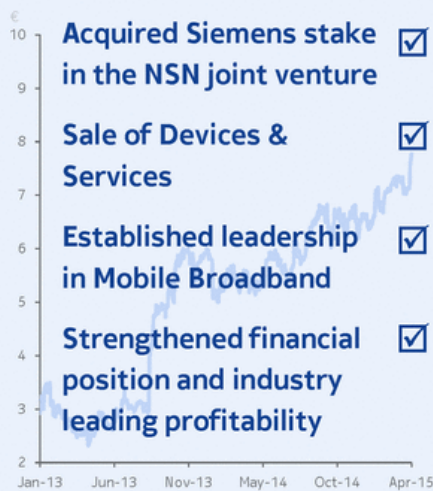 €
10
9
8
7
6
5
4
3
2
Acquired Siemens stake
in the NSN joint venture
Sale of Devices &
Services
Established leadership
in Mobile Broadband
Strengthened financial
position and industry
leading profitability
Jan-13 Jun-13 Nov-13 May-14 Oct-14 Apr-15